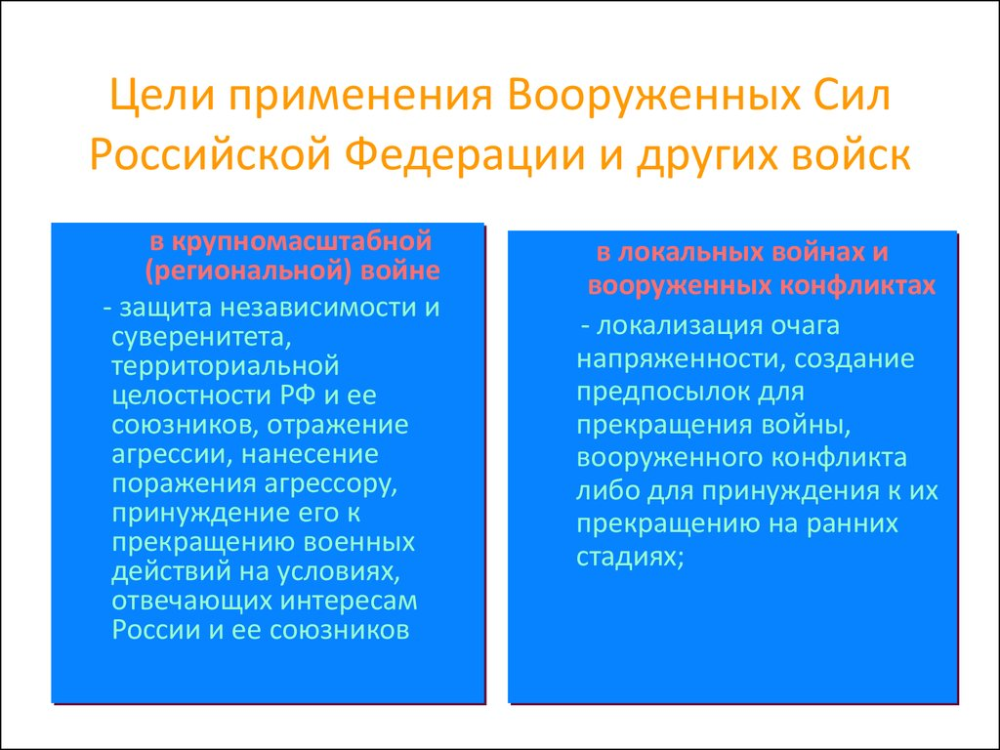 Цели применения Вооруженных Сил
Российской Федерации и других войск
в крупномасштабной
(региональной) войне
- защита независимости и
суверенитета,
территориальной
целостности РФ и ее
союзников, отражение
агрессии, нанесение
поражения агрессору,
принуждение его к
прекращению военных
действий на условиях,
отвечающих интересам
России и ее союзников
в локальных войнах и
вооруженных конфликтах
- локализация очага
напряженности, создание
предпосылок для
прекращения войны,
вооруженного конфликта
либо для принуждения к их
прекращению на ранних
стадиях;